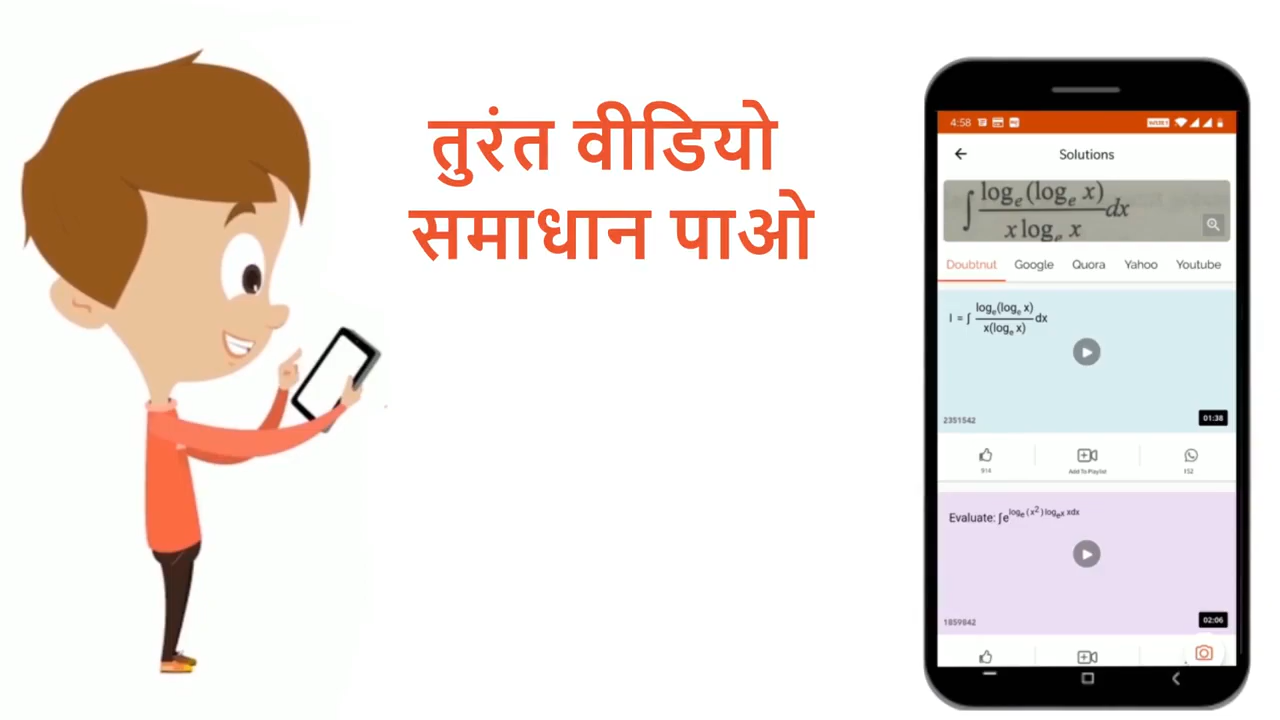 तुरंत वीडियो
समाधान पाओ
4:58
Solutions
∫ logₑ(logₑ x) / x logₑ x dx
Doubtnut Google Quora Yahoo Youtube
I = ∫ logₑ(logₑ x) / x(logₑ x) dx
2351542
01:38
914
Add To Playlist
152
Evaluate: ∫e^logₑ(x²) logₑx xdx
1859842
02:06